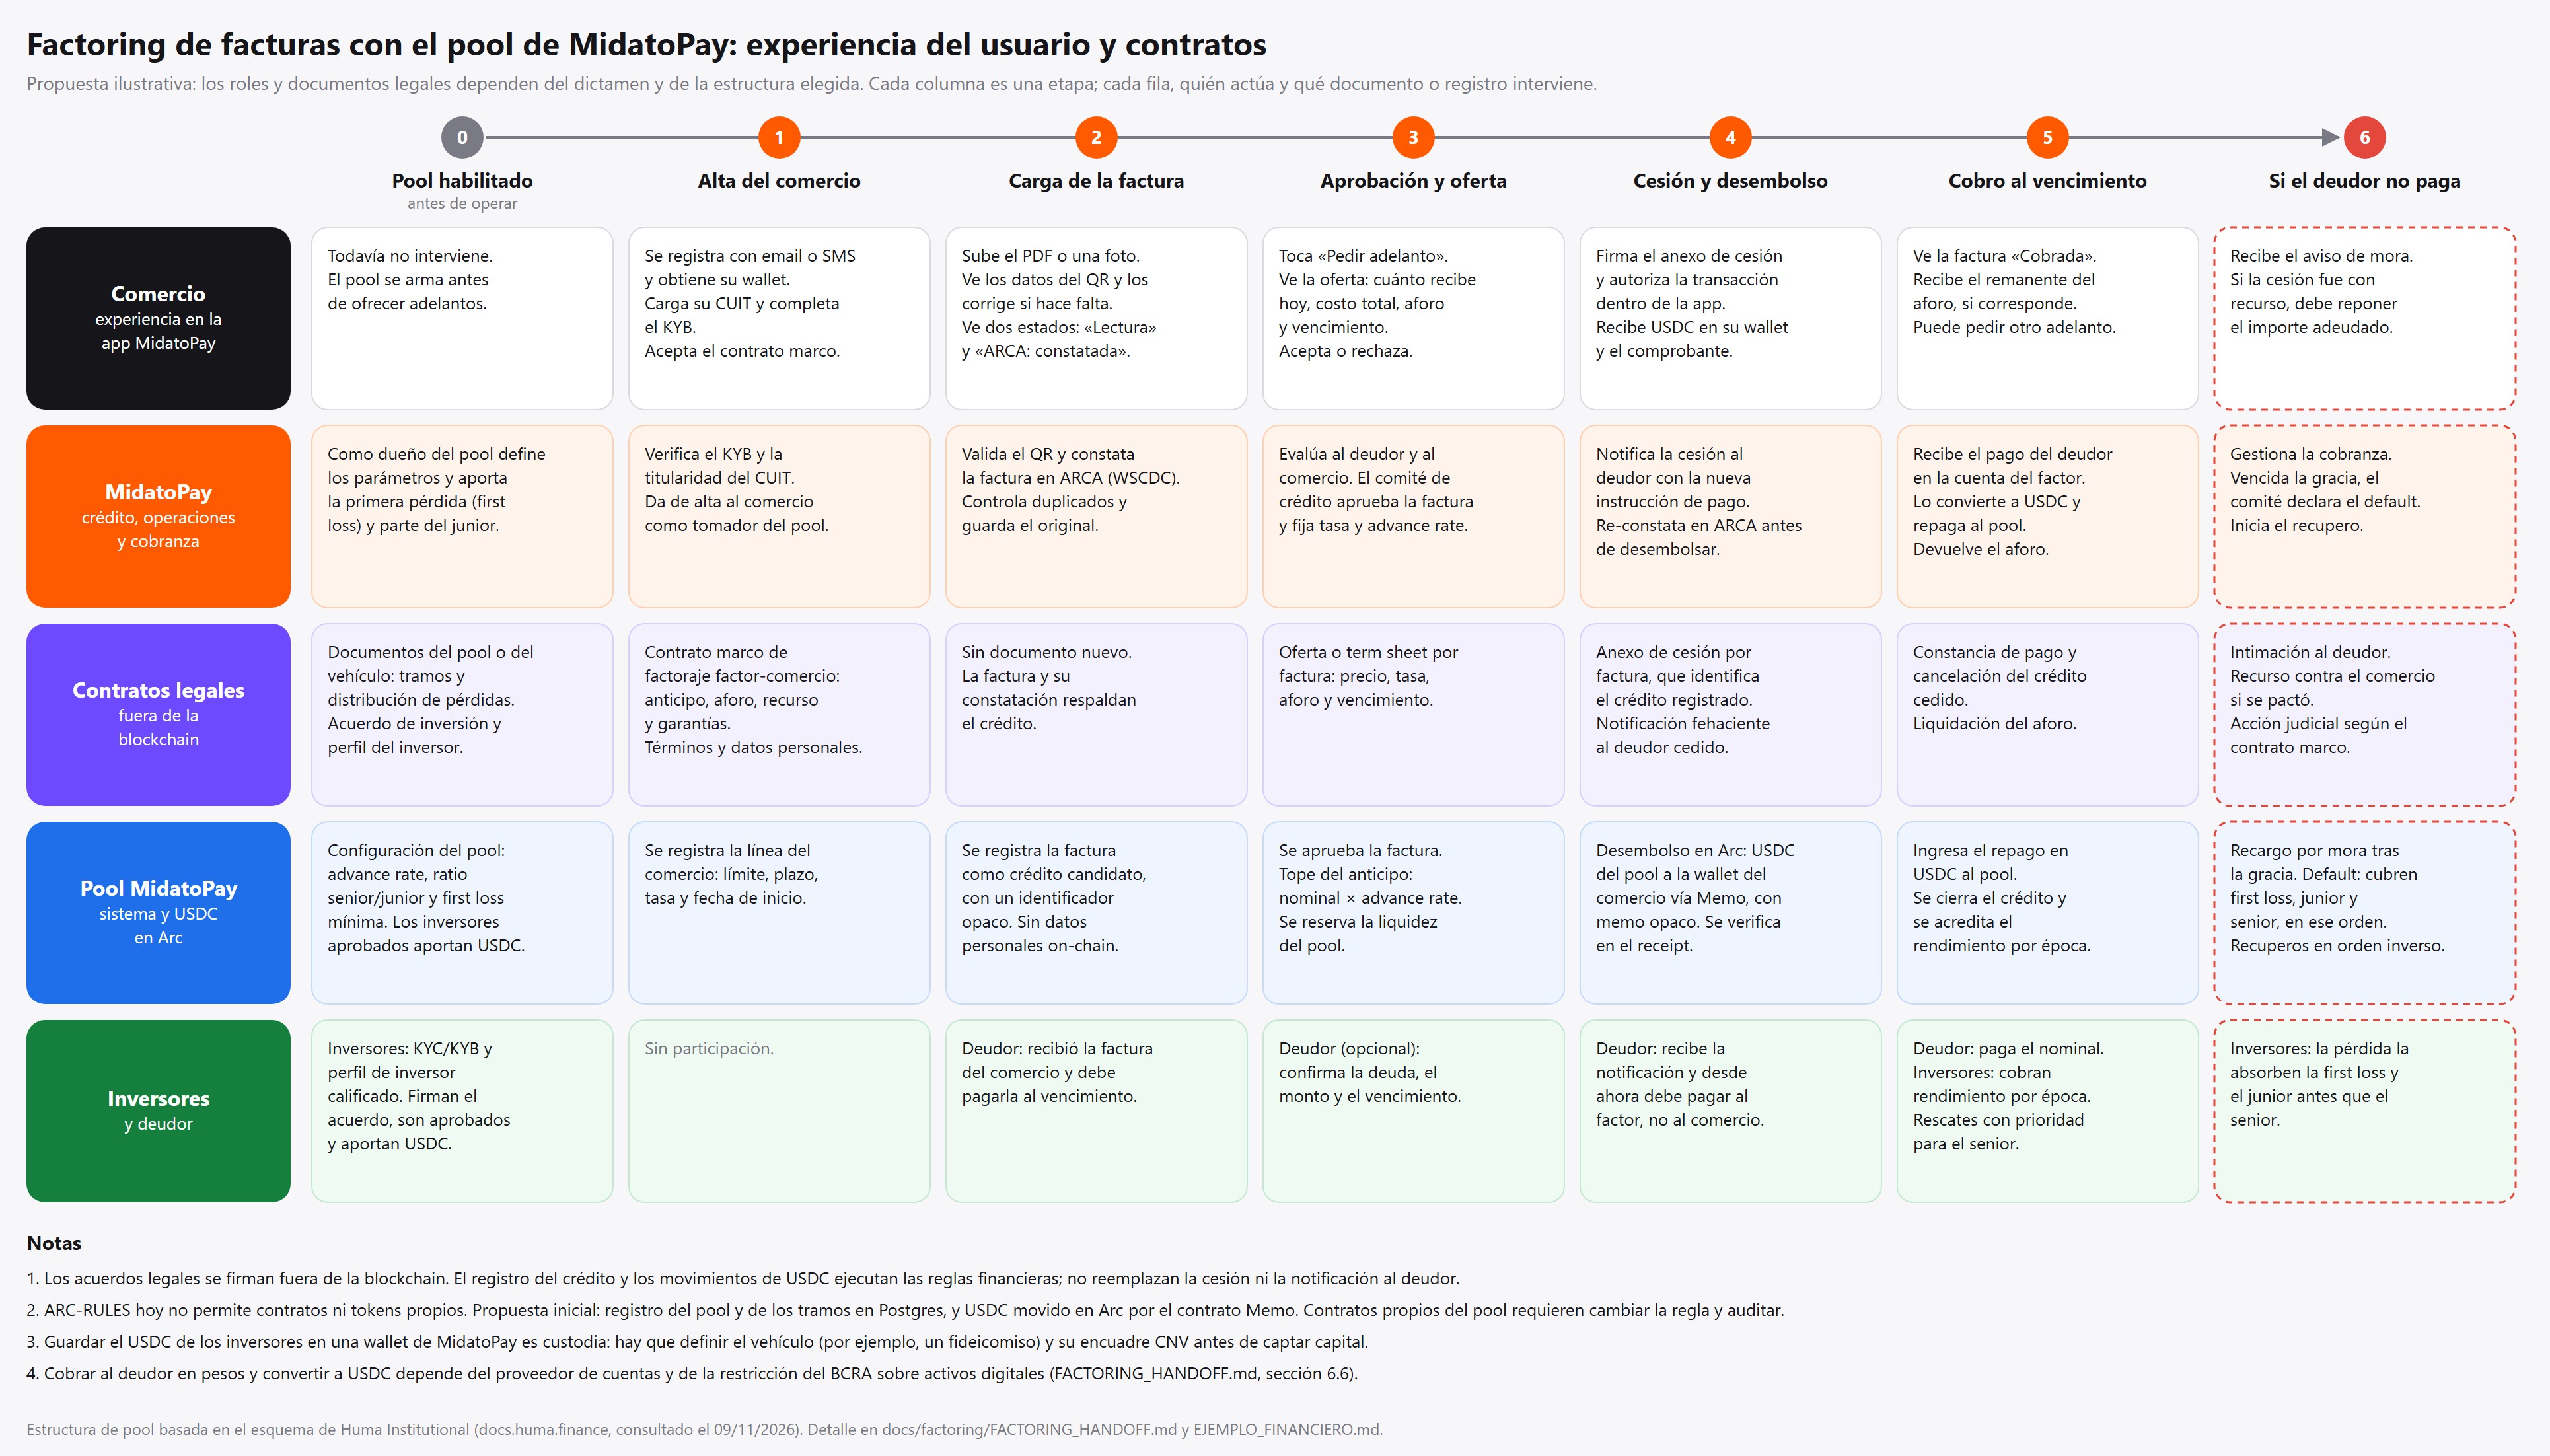 Factoring de facturas con el pool de MidatoPay: experiencia del usuario y contratos
Propuesta ilustrativa: los roles y documentos legales dependen del dictamen y de la estructura elegida. Cada columna es una etapa; cada fila, quién actúa y qué documento o registro interviene.
0
1
2
3
4
5
6
Pool habilitado
antes de operar
Alta del comercio
Carga de la factura
Aprobación y oferta
Cesión y desembolso
Cobro al vencimiento
Si el deudor no paga
Comercio
experiencia en la
app MidatoPay
Todavía no interviene.
El pool se arma antes
de ofrecer adelantos.
Se registra con email o SMS
y obtiene su wallet.
Carga su CUIT y completa
el KYB.
Acepta el contrato marco.
Sube el PDF o una foto.
Ve los datos del QR y los
corrige si hace falta.
Ve dos estados: «Lectura»
y «ARCA: constatada».
Toca «Pedir adelanto».
Ve la oferta: cuánto recibe
hoy, costo total, aforo
y vencimiento.
Acepta o rechaza.
Firma el anexo de cesión
y autoriza la transacción
dentro de la app.
Recibe USDC en su wallet
y el comprobante.
Ve la factura «Cobrada».
Recibe el remanente del
aforo, si corresponde.
Puede pedir otro adelanto.
Recibe el aviso de mora.
Si la cesión fue con
recurso, debe reponer
el importe adeudado.
MidatoPay
crédito, operaciones
y cobranza
Como dueño del pool define
los parámetros y aporta
la primera pérdida (first
loss) y parte del junior.
Verifica el KYB y la
titularidad del CUIT.
Da de alta al comercio
como tomador del pool.
Valida el QR y constata
la factura en ARCA (WSCDC).
Controla duplicados y
guarda el original.
Evalúa al deudor y al
comercio. El comité de
crédito aprueba la factura
y fija tasa y advance rate.
Notifica la cesión al
deudor con la nueva
instrucción de pago.
Re-constata en ARCA antes
de desembolsar.
Recibe el pago del deudor
en la cuenta del factor.
Lo convierte a USDC y
repaga al pool.
Devuelve el aforo.
Gestiona la cobranza.
Vencida la gracia, el
comité declara el default.
Inicia el recupero.
Contratos legales
fuera de la
blockchain
Documentos del pool o del
vehículo: tramos y
distribución de pérdidas.
Acuerdo de inversión y
perfil del inversor.
Contrato marco de
factoraje factor-comercio:
anticipo, aforo, recurso
y garantías.
Términos y datos personales.
Sin documento nuevo.
La factura y su
constatación respaldan
el crédito.
Oferta o term sheet por
factura: precio, tasa,
aforo y vencimiento.
Anexo de cesión por
factura, que identifica
el crédito registrado.
Notificación fehaciente
al deudor cedido.
Constancia de pago y
cancelación del crédito
cedido.
Liquidación del aforo.
Intimación al deudor.
Recurso contra el comercio
si se pactó.
Acción judicial según el
contrato marco.
Pool MidatoPay
sistema y USDC
en Arc
Configuración del pool:
advance rate, ratio
senior/junior y first loss
mínima. Los inversores
aprobados aportan USDC.
Se registra la línea del
comercio: límite, plazo,
tasa y fecha de inicio.
Se registra la factura
como crédito candidato,
con un identificador
opaco. Sin datos
personales on-chain.
Se aprueba la factura.
Tope del anticipo:
nominal × advance rate.
Se reserva la liquidez
del pool.
Desembolso en Arc: USDC
del pool a la wallet del
comercio vía Memo, con
memo opaco. Se verifica
en el receipt.
Ingresa el repago en
USDC al pool.
Se cierra el crédito y
se acredita el
rendimiento por época.
Recargo por mora tras
la gracia. Default: cubren
first loss, junior y
senior, en ese orden.
Recuperos en orden inverso.
Inversores
y deudor
Inversores: KYC/KYB y
perfil de inversor
calificado. Firman el
acuerdo, son aprobados
y aportan USDC.
Sin participación.
Deudor: recibió la factura
del comercio y debe
pagarla al vencimiento.
Deudor (opcional):
confirma la deuda, el
monto y el vencimiento.
Deudor: recibe la
notificación y desde
ahora debe pagar al
factor, no al comercio.
Deudor: paga el nominal.
Inversores: cobran
rendimiento por época.
Rescates con prioridad
para el senior.
Inversores: la pérdida la
absorben la first loss y
el junior antes que el
senior.
Notas
1. Los acuerdos legales se firman fuera de la blockchain. El registro del crédito y los movimientos de USDC ejecutan las reglas financieras; no reemplazan la cesión ni la notificación al deudor.
2. ARC-RULES hoy no permite contratos ni tokens propios. Propuesta inicial: registro del pool y de los tramos en Postgres, y USDC movido en Arc por el contrato Memo. Contratos propios del pool requieren cambiar la regla y auditar.
3. Guardar el USDC de los inversores en una wallet de MidatoPay es custodia: hay que definir el vehículo (por ejemplo, un fideicomiso) y su encuadre CNV antes de captar capital.
4. Cobrar al deudor en pesos y convertir a USDC depende del proveedor de cuentas y de la restricción del BCRA sobre activos digitales (FACTORING_HANDOFF.md, sección 6.6).
Estructura de pool basada en el esquema de Huma Institutional (docs.huma.finance, consultado el 09/11/2026). Detalle en docs/factoring/FACTORING_HANDOFF.md y EJEMPLO_FINANCIERO.md.